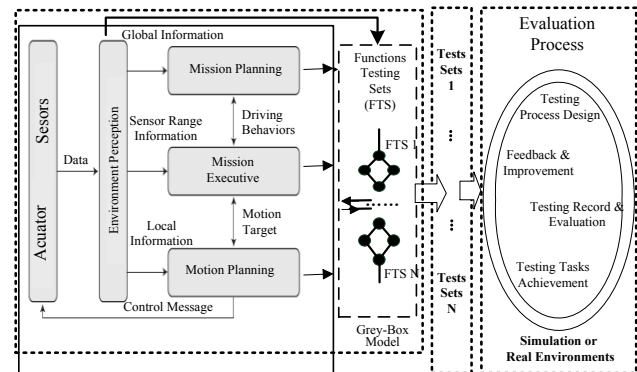 Global Information
Mission Planning
Sensor Range
Information
Driving
Behaviors
Acuator Sesors
Data
Environment Perception
Mission
Executive
Local
Information
Motion
Target
Motion Planning
Control Message
Functions
Testing
Sets
(FTS)
FTS 1
......
FTS N
Grey-Box
Model
Tests
Sets
1
...
...
Tests
Sets
N
Evaluation
Process
Testing
Process Design
Feedback &
Improvement
Testing Record &
Evaluation
Testing Tasks
Achievement
Simulation or
Real Environments